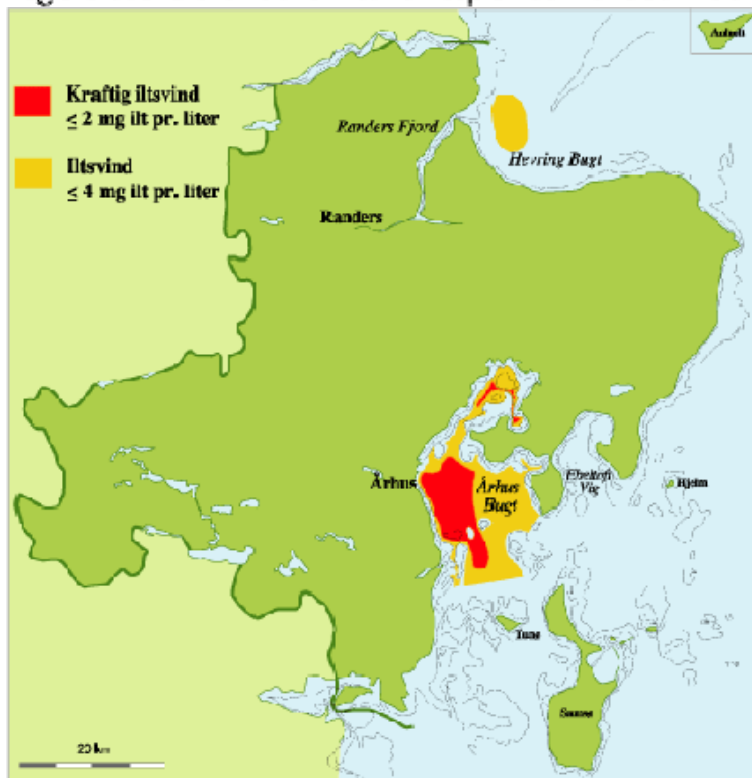 Anholt
Kraftig iltsvind
≤ 2 mg ilt pr. liter
Randers Fjord
Hevring Bugt
Iltsvind
≤ 4 mg ilt pr. liter
Randers
Århus
Århus
Bugt
Ebeltoft
Vig
Hjelm
Tunø
Samsø
20 km